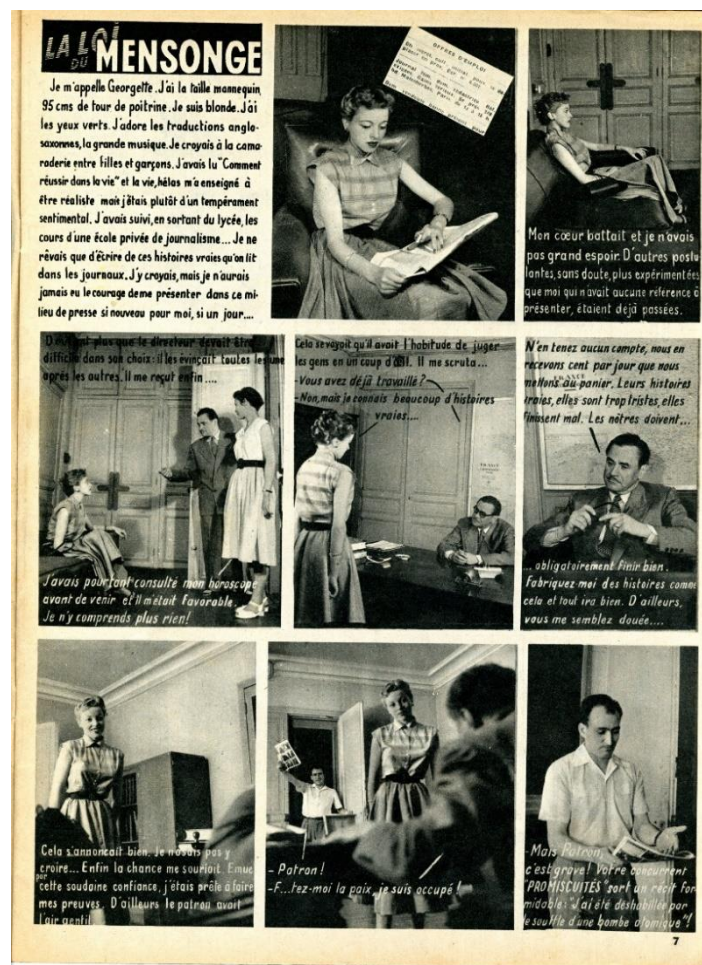 LA LOI
DU MENSONGE
Je m'appelle Georgette. J'ai la taille mannequin,
95 cms de tour de poitrine. Je suis blonde. J'ai
les yeux verts. J'adore les traductions anglo-
saxonnes, la grande musique. Je croyais à la cama-
raderie entre filles et garçons. J'avais lu "Comment
réussir dans la vie" et la vie, hélas m'a enseigné à
être réaliste mais j'étais plutôt d'un tempérament
sentimental. J'avais suivi, en sortant du lycée, les
cours d'une école privée de journalisme... Je ne
rêvais que d'écrire de ces histoires vraies qu'on lit
dans les journaux. J'y croyais, mais je n'aurais
jamais eu le courage de me présenter dans ce mi-
lieu de presse si nouveau pour moi, si un jour....
OFFRES D'EMPLOI
Mon cœur battait et je n'avais
pas grand espoir. D'autres postu
lantes, sans doute, plus expérimentées
que moi qui n'avait aucune référence à
présenter, étaient déjà passées.
D'autant plus que le directeur devait être
difficile dans son choix: il les évinçait toutes les une
après les autres. Il me reçut enfin....
J'avais pourtant consulté mon horoscope
avant de venir et il m'était favorable.
Je n'y comprends plus rien!
Cela se voyait qu'il avait l'habitude de juger
les gens en un coup d'œil. Il me scruta...
- Vous avez déjà travaillé?
- Non, mais je connais beaucoup d'histoires
vraies....
N'en tenez aucun compte, nous en
recevons cent par jour que nous
mettons au panier. Leurs histoires
vraies, elles sont trop tristes, elles
finissent mal. Les nôtres doivent...
... obligatoirement finir bien.
Fabriquez-moi des histoires comme
cela et tout ira bien. D'ailleurs,
vous me semblez douée....
Cela s'annonçait bien. Je n'osais pas y
croire... Enfin la chance me souriait. Emue
par
cette soudaine confiance, j'étais prête à faire
mes preuves. D'ailleurs le patron avait
l'air gentil.
- Patron!
- F...tez-moi la paix, je suis occupé!
- Mais Patron,
c'est grave! Votre concurrent
"PROMISCUITÉS" sort un récit for
midable: "J'ai été déshabillée par
le souffle d'une bombe atomique"!
7